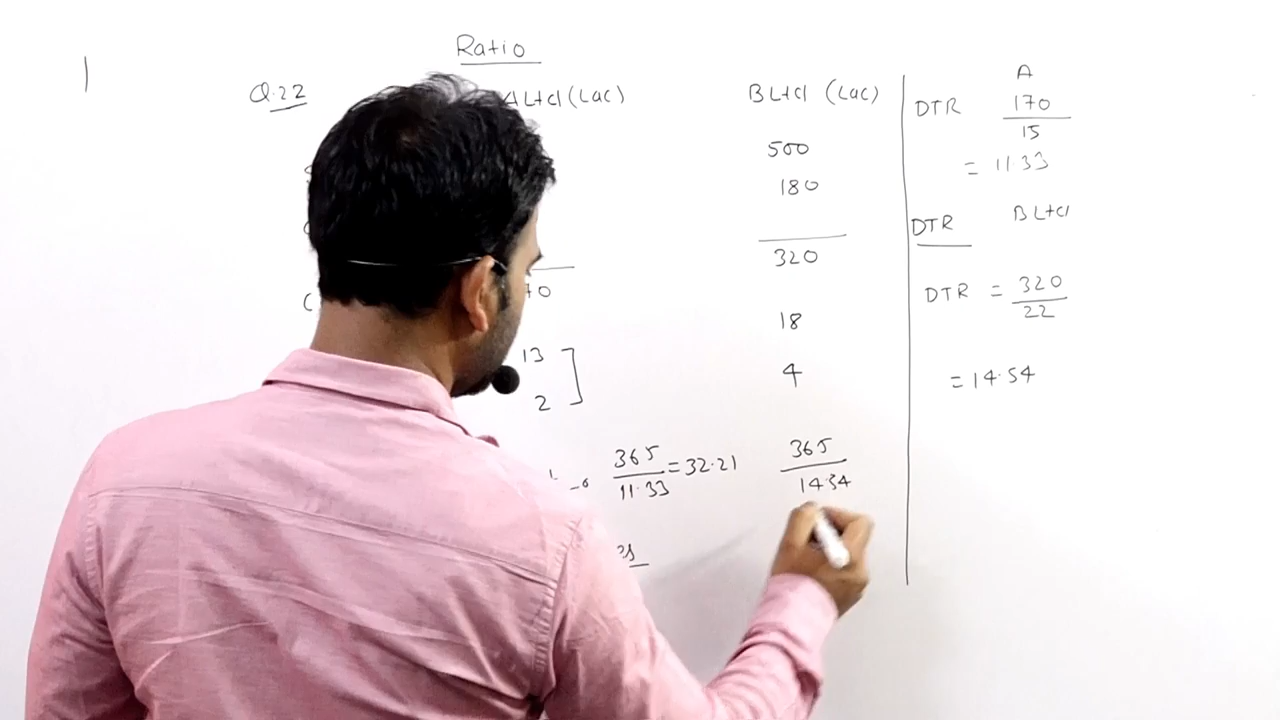 Ratio
Q.22 A Ltd (Lac) B Ltd (Lac)
500
180
70 320
18
13
4
2
365 / 11.33 = 32.21
365 / 14.54
A
DTR 170 / 15
= 11.33
DTR B Ltd
DTR = 320 / 22
= 14.54